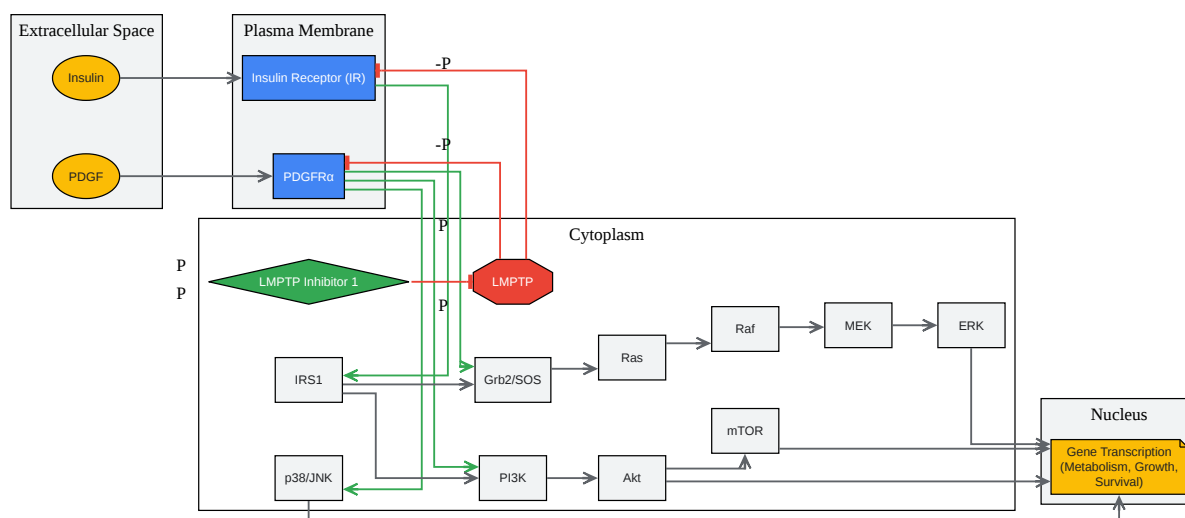 Extracellular Space
Plasma Membrane
Insulin
Insulin Receptor (IR)
-P
PDGF
PDGFRα
-P
P
Cytoplasm
P
P
LMPTP Inhibitor 1
LMPTP
P
Raf
MEK
ERK
Ras
IRS1
Grb2/SOS
Nucleus
mTOR
Gene Transcription
(Metabolism, Growth,
Survival)
p38/JNK
PI3K
Akt